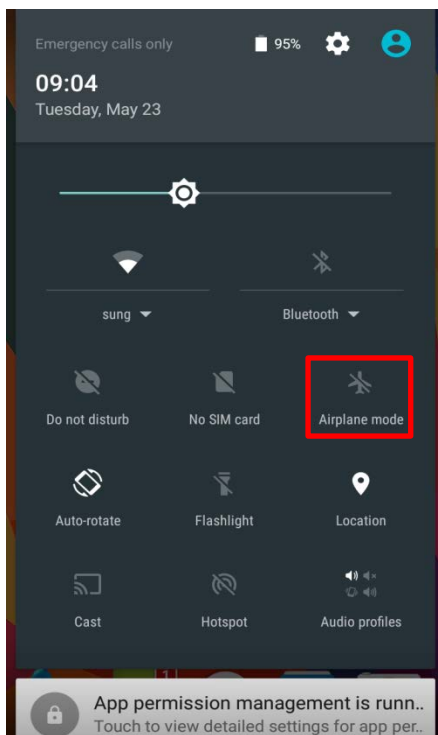 Emergency calls only 95%
09:04
Tuesday, May 23
sung Bluetooth
Do not disturb No SIM card Airplane mode
Auto-rotate Flashlight Location
Cast Hotspot Audio profiles
App permission management is runn..
Touch to view detailed settings for app per..